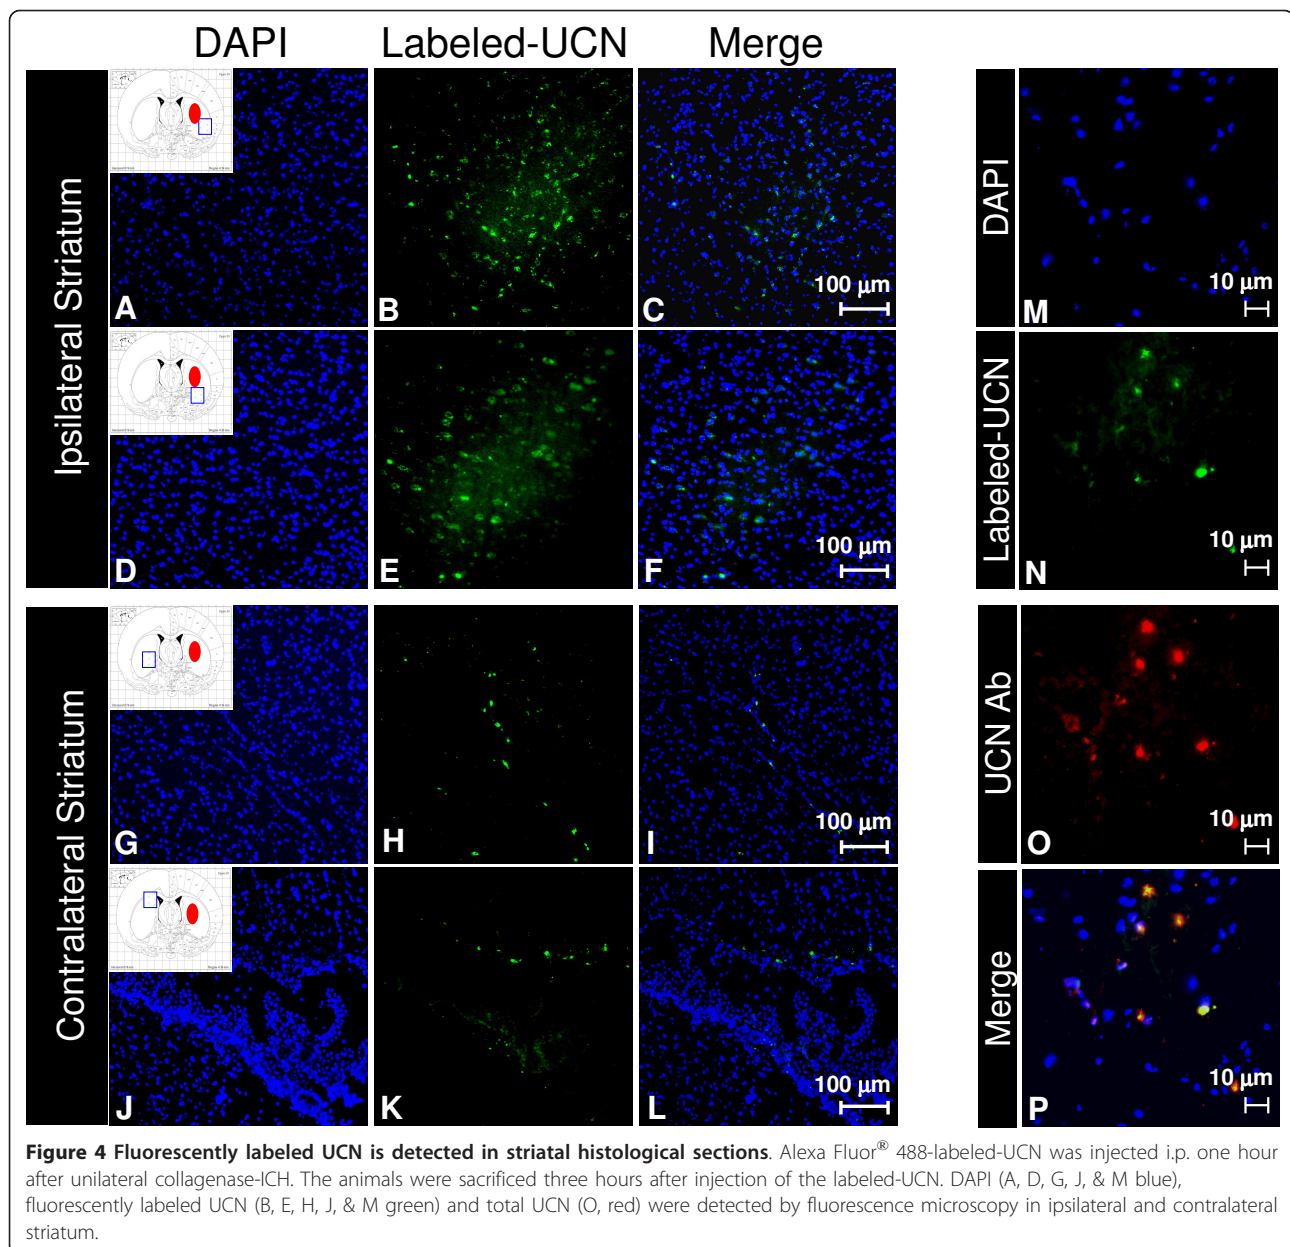 DAPI Labeled-UCN Merge
Ipsilateral Striatum
A
B
100 µm
C
D
E
100 µm
F
Contralateral Striatum
G
H
100 µm
I
J
K
100 µm
L
DAPI
10 µm
M
Labeled-UCN
10 µm
N
UCN Ab
10 µm
O
Merge
10 µm
P
Figure 4 Fluorescently labeled UCN is detected in striatal histological sections. Alexa Fluor® 488-labeled-UCN was injected i.p. one hour
after unilateral collagenase-ICH. The animals were sacrificed three hours after injection of the labeled-UCN. DAPI (A, D, G, J, & M blue),
fluorescently labeled UCN (B, E, H, J, & M green) and total UCN (O, red) were detected by fluorescence microscopy in ipsilateral and contralateral
striatum.